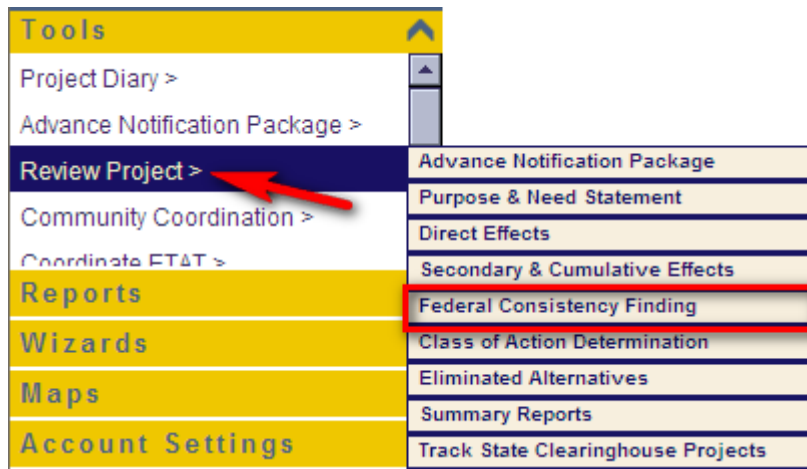 Tools
Project Diary >
Advance Notification Package >
Review Project >
Community Coordination >
Coordinate ETAT >
Reports
Wizards
Maps
Account Settings
Advance Notification Package
Purpose & Need Statement
Direct Effects
Secondary & Cumulative Effects
Federal Consistency Finding
Class of Action Determination
Eliminated Alternatives
Summary Reports
Track State Clearinghouse Projects